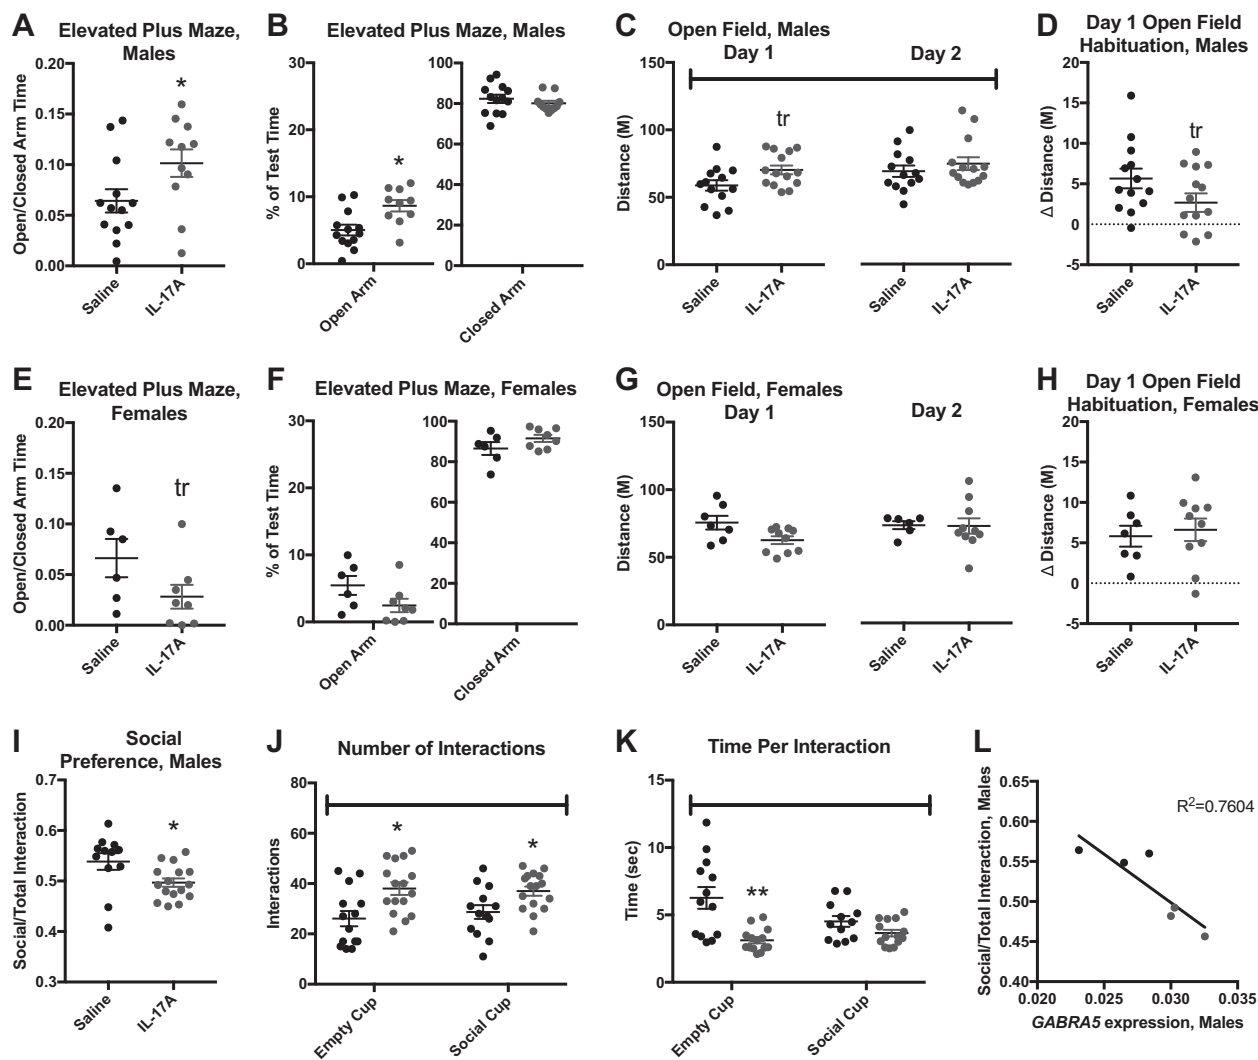 A
Elevated Plus Maze,
Males
Open/Closed Arm Time
0.20
0.15
0.10
0.05
0.00
*
Saline
IL-17A
B
Elevated Plus Maze, Males
% of Test Time
30
20
10
0
*
Open Arm
100
80
60
40
20
0
Closed Arm
C
Open Field, Males
Day 1
Day 2
Distance (M)
150
100
50
0
tr
Saline
IL-17A
Saline
IL-17A
D
Day 1 Open Field
Habituation, Males
Δ Distance (M)
20
15
10
5
0
-5
tr
Saline
IL-17A
E
Elevated Plus Maze,
Females
Open/Closed Arm Time
0.20
0.15
0.10
0.05
0.00
tr
Saline
IL-17A
F
Elevated Plus Maze, Females
% of Test Time
30
20
10
0
Open Arm
100
80
60
40
20
0
Closed Arm
G
Open Field, Females
Day 1
Day 2
Distance (M)
150
100
50
0
Saline
IL-17A
Saline
IL-17A
H
Day 1 Open Field
Habituation, Females
Δ Distance (M)
20
15
10
5
0
-5
Saline
IL-17A
I
Social
Preference, Males
Social/Total Interaction
0.7
0.6
0.5
0.4
0.3
*
Saline
IL-17A
J
Number of Interactions
Interactions
80
60
40
20
0
*
*
Empty Cup
Social Cup
K
Time Per Interaction
Time (sec)
15
10
5
0
**
Empty Cup
Social Cup
L
Social/Total Interaction, Males
0.65
0.60
0.55
0.50
0.45
0.40
R²=0.7604
0.020
0.025
0.030
0.035
GABRA5 expression, Males